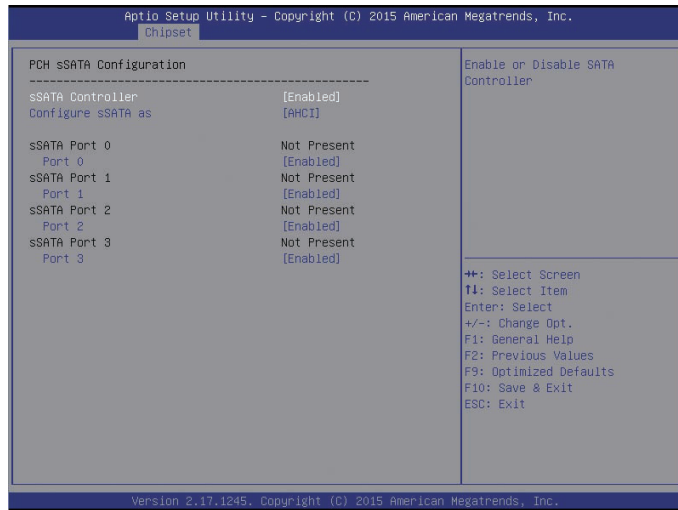 Aptio Setup Utility – Copyright (C) 2015 American Megatrends, Inc.
Chipset
PCH sSATA Configuration
------------------------------------------------
sSATA Controller [Enabled]
Configure sSATA as [AHCI]
sSATA Port 0 Not Present
Port 0 [Enabled]
sSATA Port 1 Not Present
Port 1 [Enabled]
sSATA Port 2 Not Present
Port 2 [Enabled]
sSATA Port 3 Not Present
Port 3 [Enabled]
Enable or Disable SATA
Controller
→←: Select Screen
↑↓: Select Item
Enter: Select
+/-: Change Opt.
F1: General Help
F2: Previous Values
F9: Optimized Defaults
F10: Save & Exit
ESC: Exit
Version 2.17.1245. Copyright (C) 2015 American Megatrends, Inc.